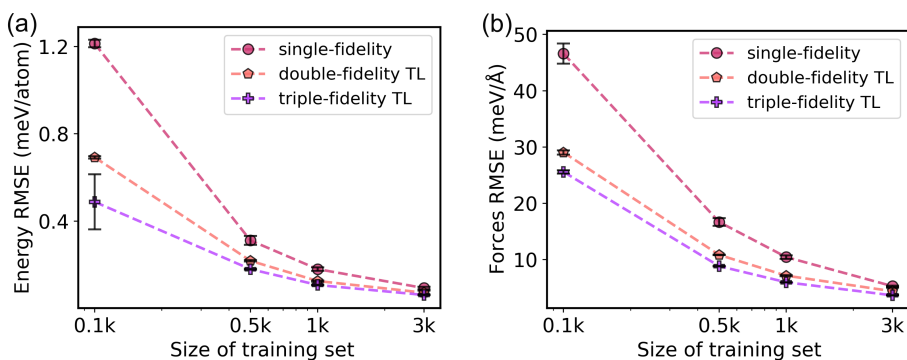 (a)
Energy RMSE (meV/atom)
1.2
0.8
0.4
single-fidelity
double-fidelity TL
triple-fidelity TL
0.1k 0.5k 1k 3k
Size of training set
(b)
Forces RMSE (meV/Å)
50
40
30
20
10
single-fidelity
double-fidelity TL
triple-fidelity TL
0.1k 0.5k 1k 3k
Size of training set